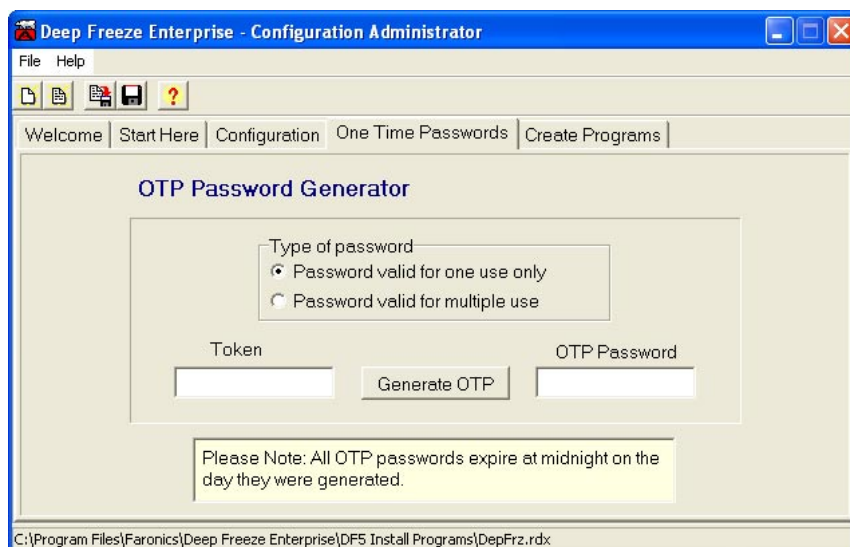 Deep Freeze Enterprise - Configuration Administrator
File Help
?
Welcome Start Here Configuration One Time Passwords Create Programs
OTP Password Generator
Type of password
Password valid for one use only
Password valid for multiple use
Token OTP Password
Generate OTP
Please Note: All OTP passwords expire at midnight on the
day they were generated.
C:\Program Files\Faronics\Deep Freeze Enterprise\DF5 Install Programs\DepFrz.rdx